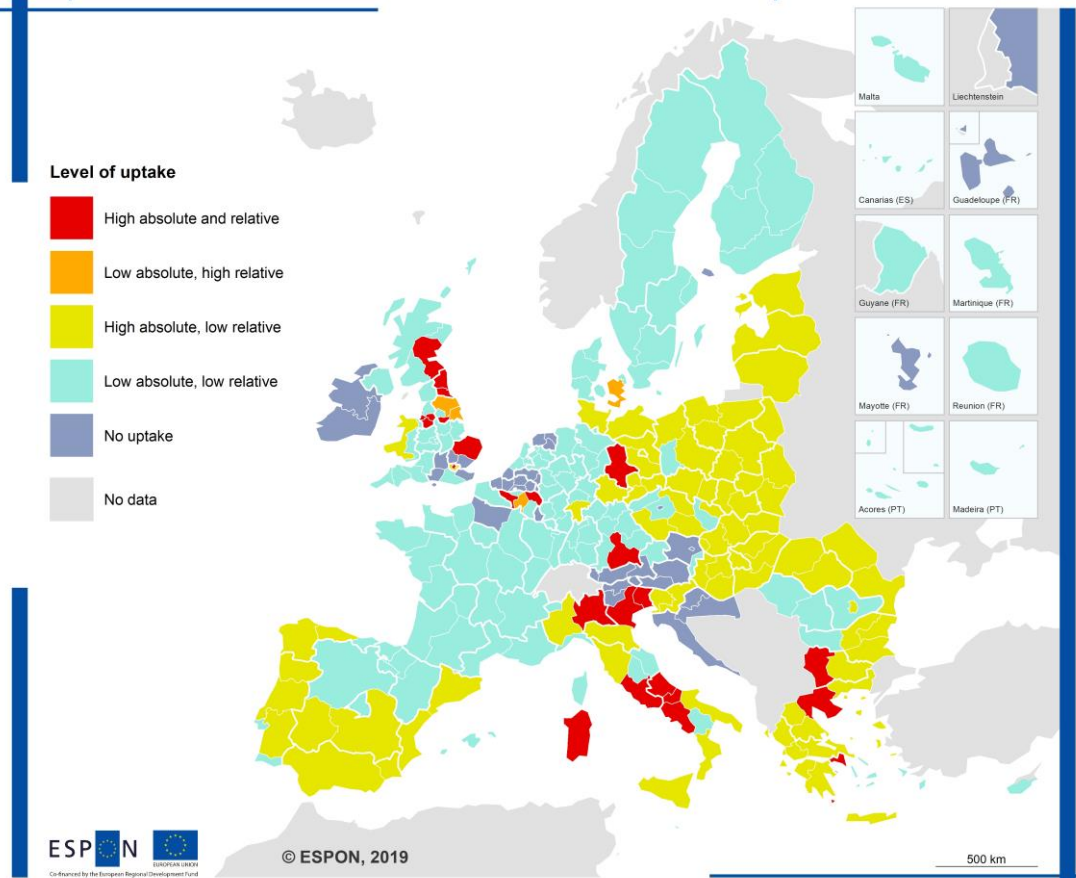 Malta
Liechtenstein
Level of uptake
High absolute and relative
Canarias (ES)
Guadeloupe (FR)
Low absolute, high relative
High absolute, low relative
Guyane (FR)
Martinique (FR)
Low absolute, low relative
Mayotte (FR)
Reunion (FR)
No uptake
No data
Acores (PT)
Madeira (PT)
ESPON
EUROPEAN UNION
Co-financed by the European Regional Development Fund
© ESPON, 2019
500 km